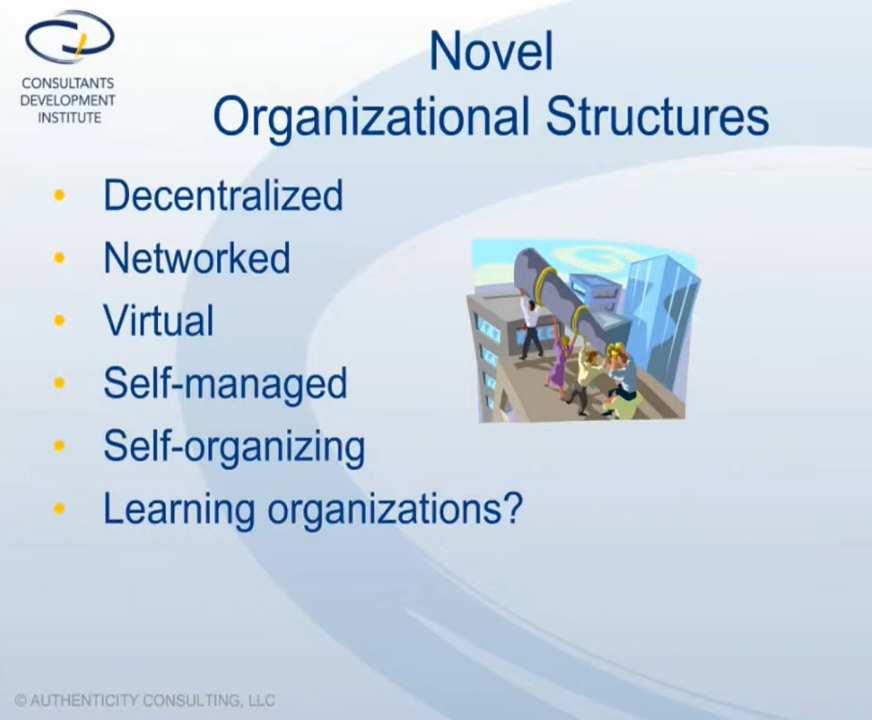 CONSULTANTS
DEVELOPMENT
INSTITUTE
Novel
Organizational Structures
• Decentralized
• Networked
• Virtual
• Self-managed
• Self-organizing
• Learning organizations?
© AUTHENTICITY CONSULTING, LLC